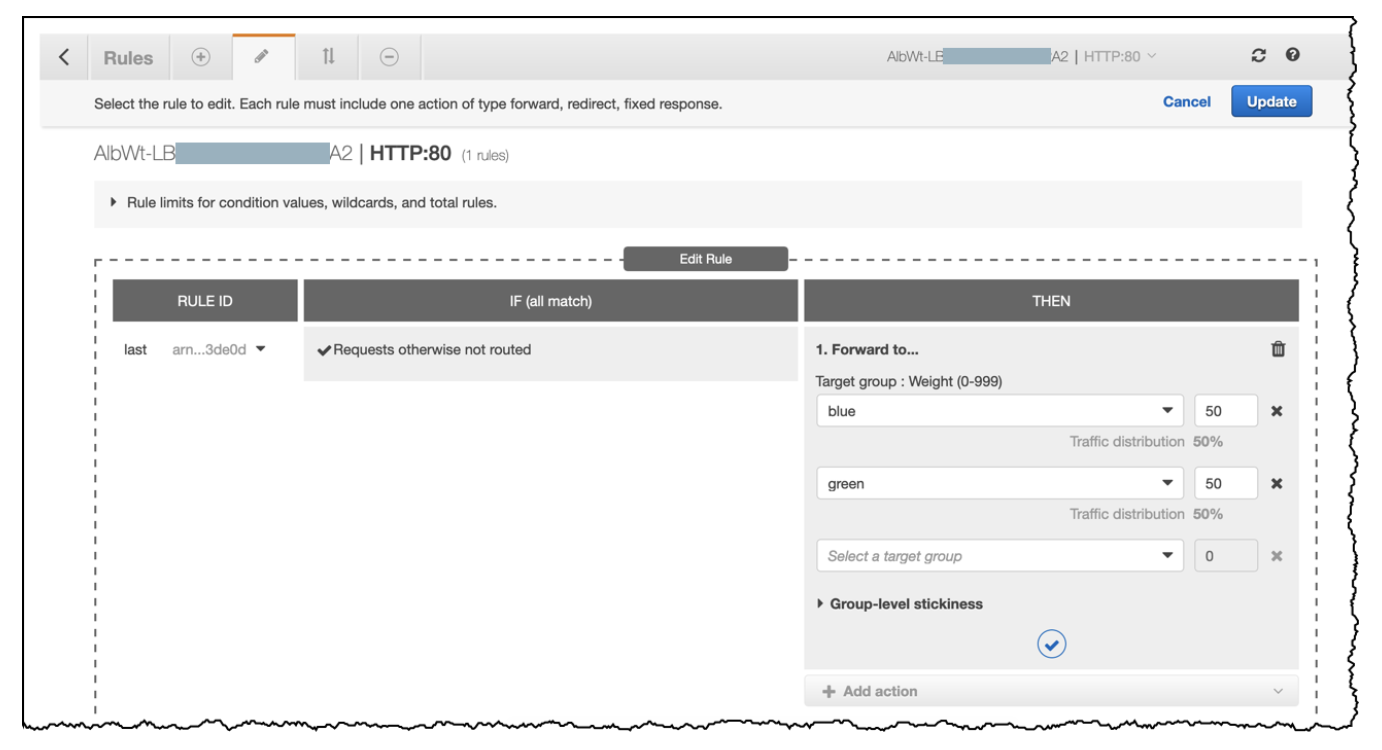 Rules
AlbWt-LB A2 | HTTP:80
Select the rule to edit. Each rule must include one action of type forward, redirect, fixed response.
Cancel
Update
AlbWt-LB A2 | HTTP:80 (1 rules)
Rule limits for condition values, wildcards, and total rules.
Edit Rule
RULE ID
IF (all match)
THEN
last arn...3de0d
Requests otherwise not routed
1. Forward to...
Target group : Weight (0-999)
blue 50
Traffic distribution 50%
green 50
Traffic distribution 50%
Select a target group 0
Group-level stickiness
Add action